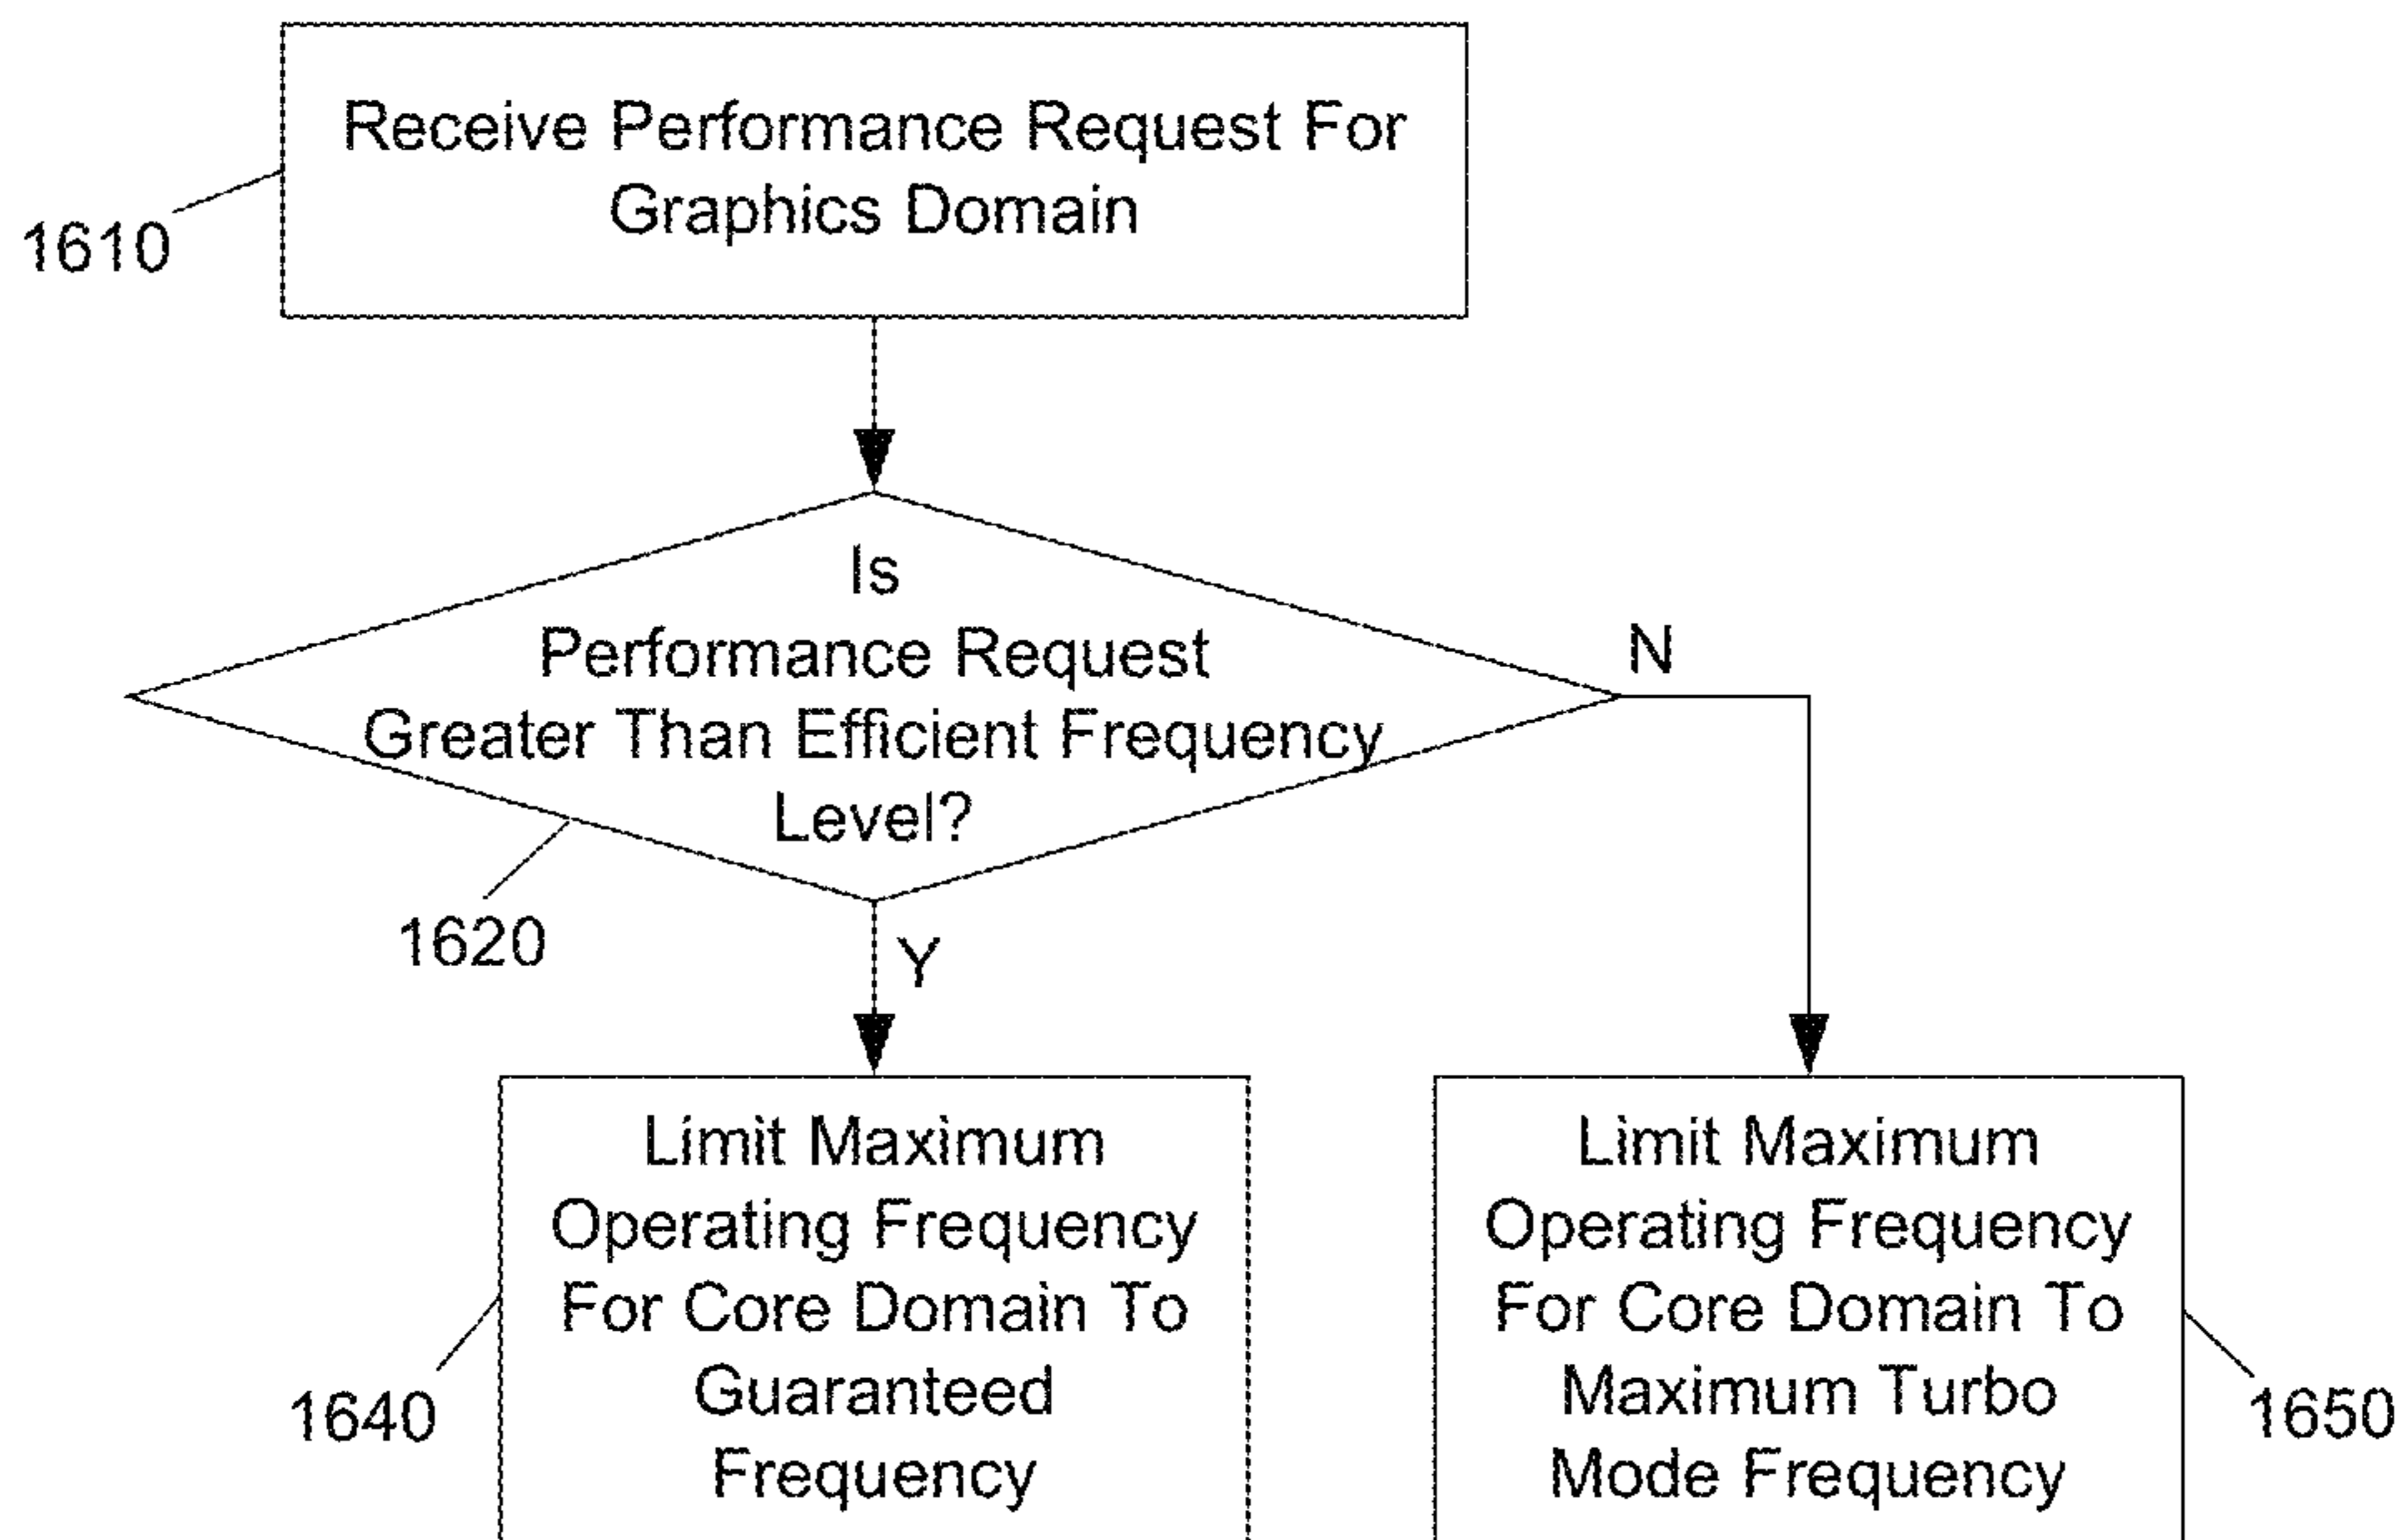 Receive Performance Request For
Graphics Domain
1610
Is
Performance Request
Greater Than Efficient Frequency
Level?
N
1620
Y
Limit Maximum
Operating Frequency
For Core Domain To
Guaranteed
Frequency
1640
Limit Maximum
Operating Frequency
For Core Domain To
Maximum Turbo
Mode Frequency
1650